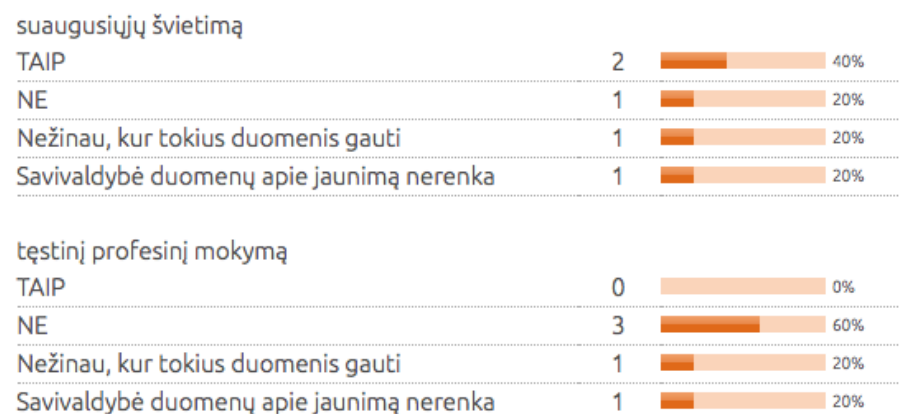 suaugusiųjų švietimą
TAIP 2 40%
NE 1 20%
Nežinau, kur tokius duomenis gauti 1 20%
Savivaldybė duomenų apie jaunimą nerenka 1 20%
tęstinį profesinį mokymą
TAIP 0 0%
NE 3 60%
Nežinau, kur tokius duomenis gauti 1 20%
Savivaldybė duomenų apie jaunimą nerenka 1 20%